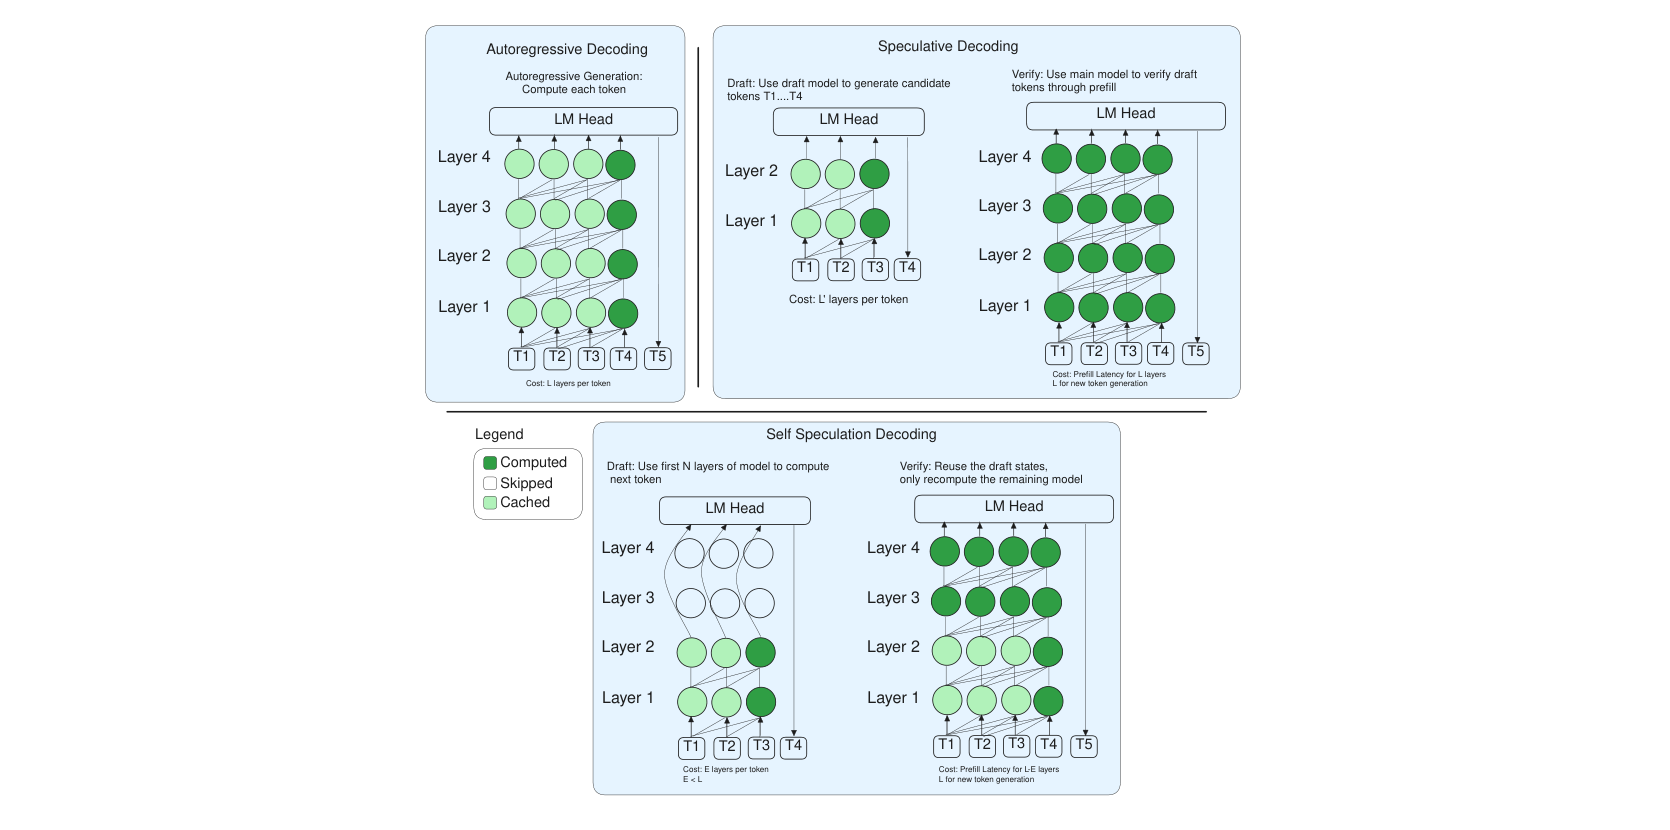 Autoregressive Decoding
Autoregressive Generation:
Compute each token
LM Head
Layer 4
Layer 3
Layer 2
Layer 1
T1 T2 T3 T4 T5
Cost: L layers per token
Speculative Decoding
Draft: Use draft model to generate candidate
tokens T1....T4
LM Head
Layer 2
Layer 1
T1 T2 T3 T4
Cost: L' layers per token
Verify: Use main model to verify draft
tokens through prefill
LM Head
Layer 4
Layer 3
Layer 2
Layer 1
T1 T2 T3 T4 T5
Cost: Prefill Latency for L layers
L for new token generation
Legend
Computed
Skipped
Cached
Self Speculation Decoding
Draft: Use first N layers of model to compute
next token
LM Head
Layer 4
Layer 3
Layer 2
Layer 1
T1 T2 T3 T4
Cost: E layers per token
E < L
Verify: Reuse the draft states,
only recompute the remaining model
LM Head
Layer 4
Layer 3
Layer 2
Layer 1
T1 T2 T3 T4 T5
Cost: Prefill Latency for L-E layers
L for new token generation